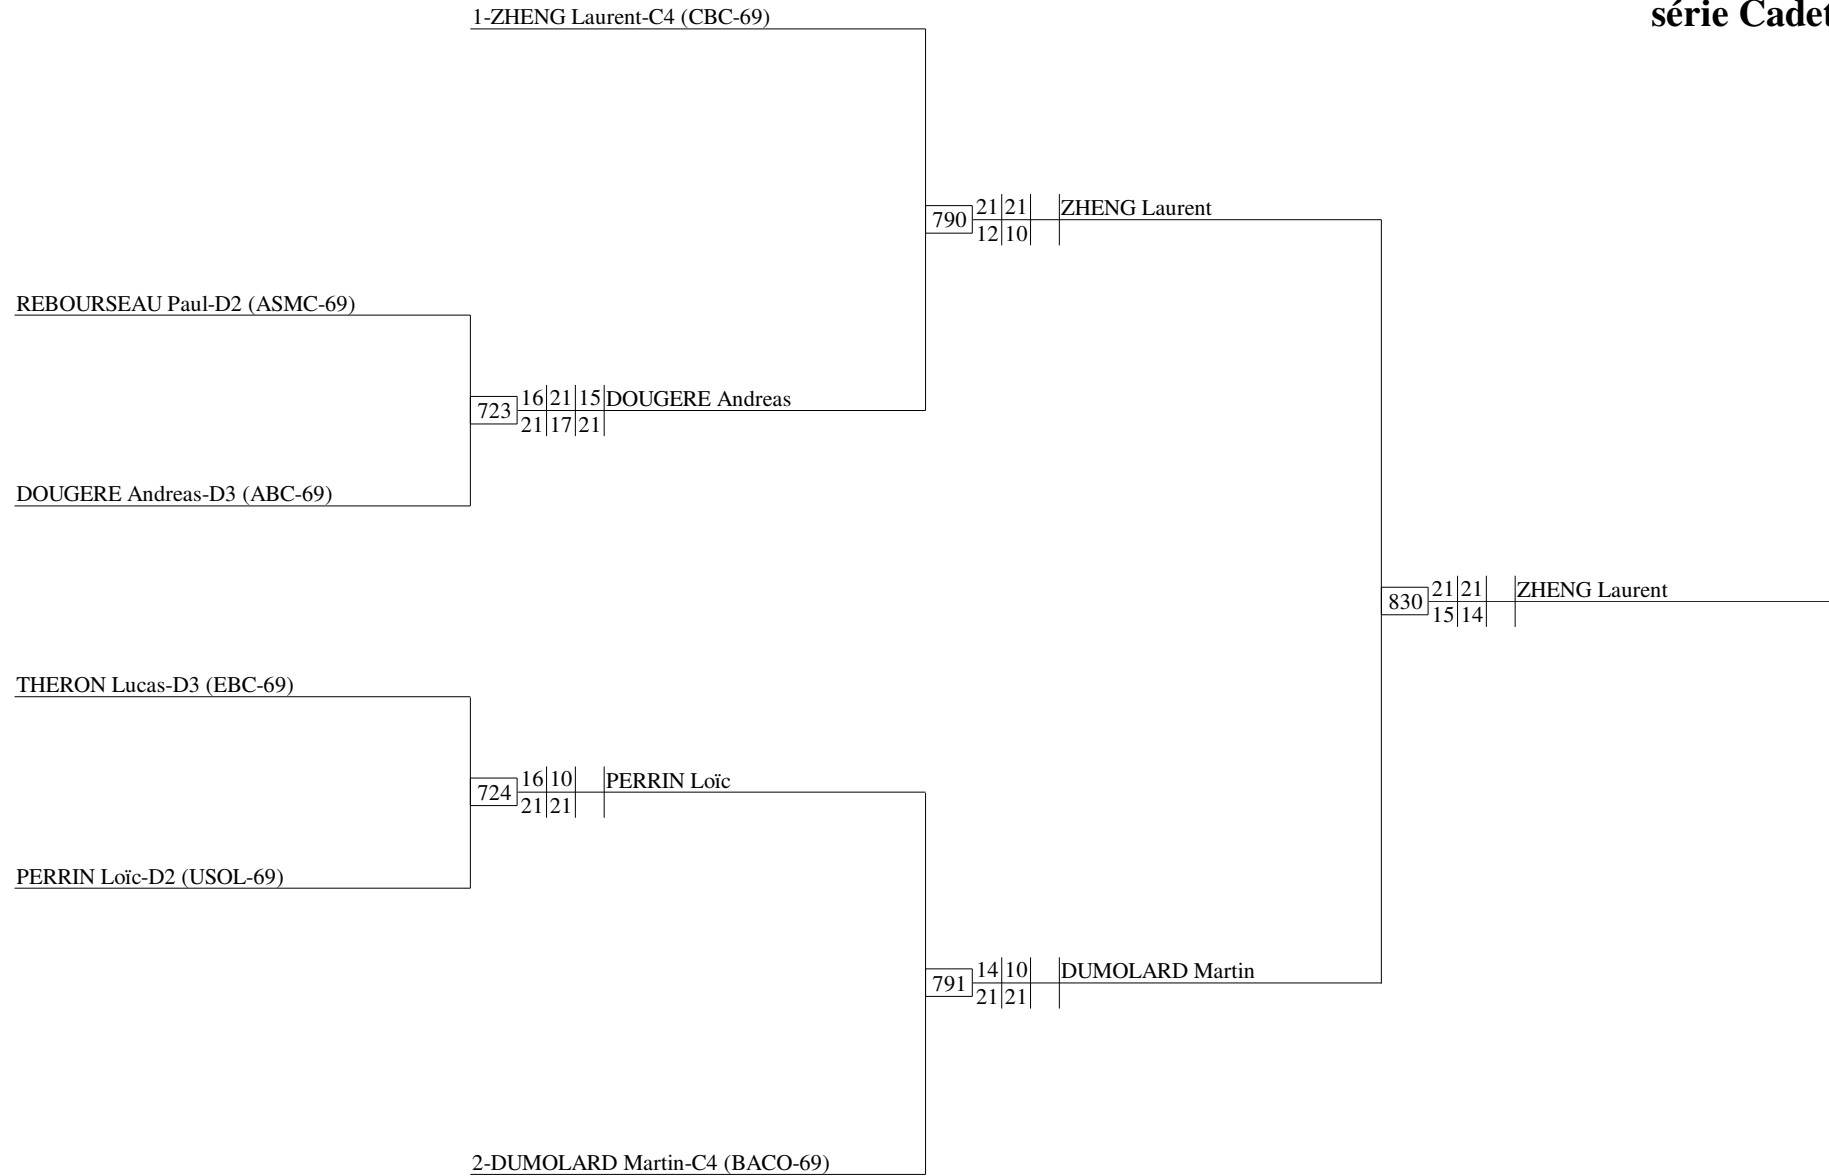 série Cadet
1-ZHENG Laurent-C4 (CBC-69)
790 21 21 ZHENG Laurent
12 10
REBOURSEAU Paul-D2 (ASMC-69)
723 16 21 15 DOUGERE Andreas
21 17 21
DOUGERE Andreas-D3 (ABC-69)
830 21 21 ZHENG Laurent
15 14
THERON Lucas-D3 (EBC-69)
724 16 10 PERRIN Loïc
21 21
PERRIN Loïc-D2 (USOL-69)
791 14 10 DUMOLARD Martin
21 21
2-DUMOLARD Martin-C4 (BACO-69)